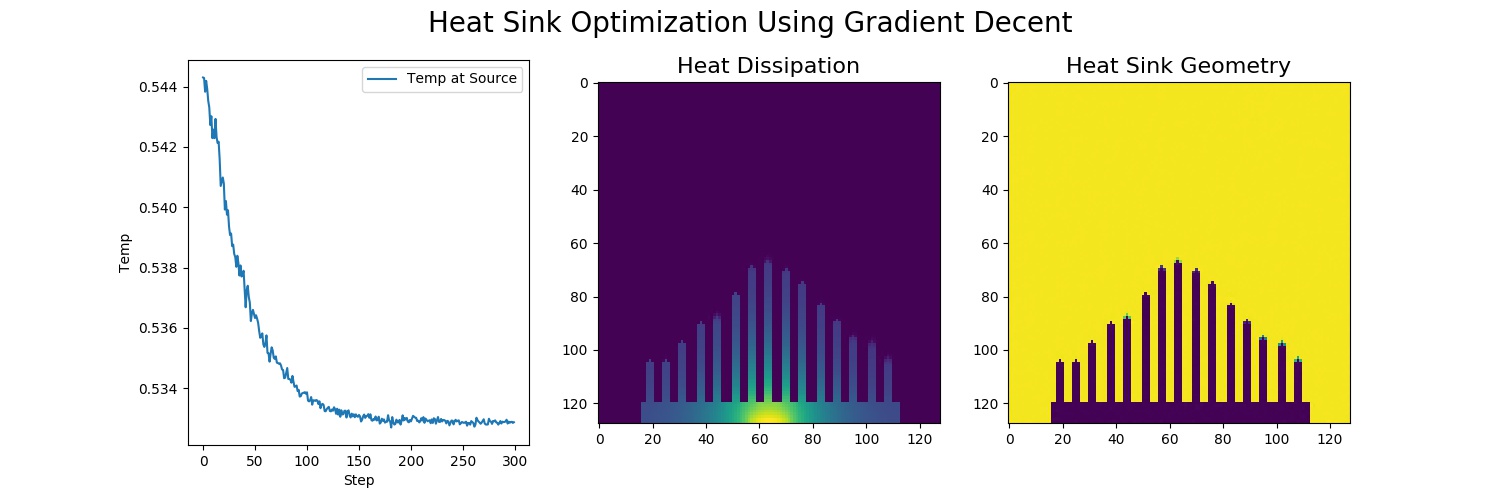 Heat Sink Optimization Using Gradient Decent
Temp at Source
0.544
0.542
0.540
0.538
0.536
0.534
Temp
0 50 100 150 200 250 300
Step
Heat Dissipation
0
20
40
60
80
100
120
0 20 40 60 80 100 120
Heat Sink Geometry
0
20
40
60
80
100
120
0 20 40 60 80 100 120